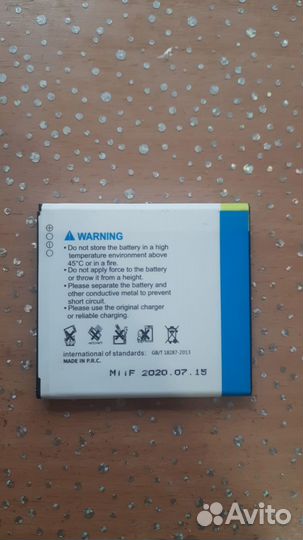 WARNING
Do not store the battery in a high
temperature environment above
45°C or in a fire.
Do not apply force to the battery
or throw it from a height.
Please separate the battery and
other conductive metal to prevent
short circuit.
Please use the original charger
or reliable charging.
international of standards: GB/T 18287-2013
MADE IN P.R.C.
MiiF 2020.07.15
Avito